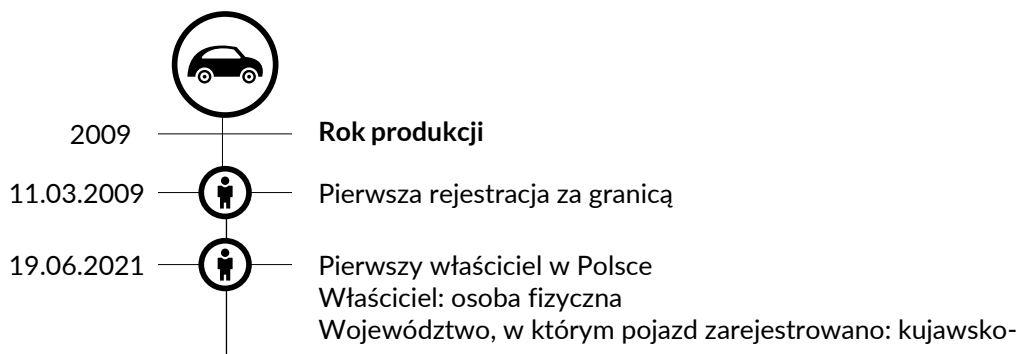 2009 Rok produkcji
11.03.2009 Pierwsza rejestracja za granicą
19.06.2021 Pierwszy właściciel w Polsce
Właściciel: osoba fizyczna
Województwo, w którym pojazd zarejestrowano: kujawsko-